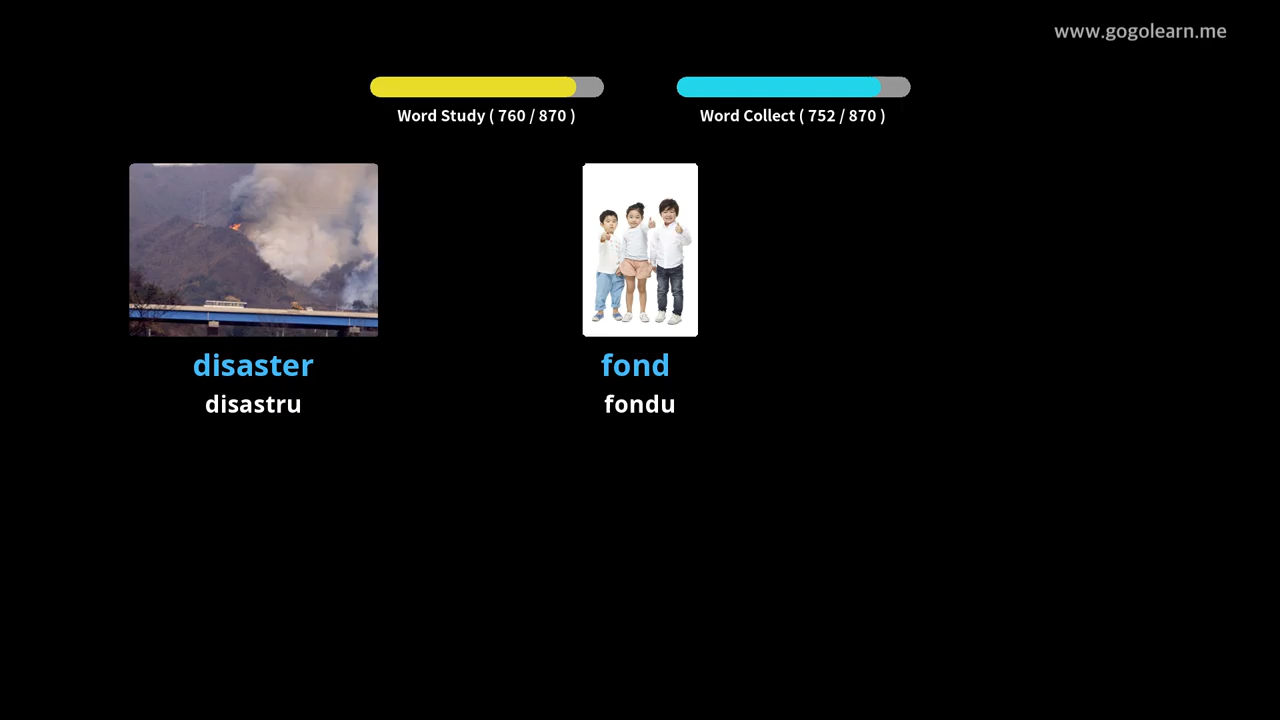 www.gogolearn.me
Word Study ( 760 / 870 )
Word Collect ( 752 / 870 )
disaster
disastru
fond
fondu